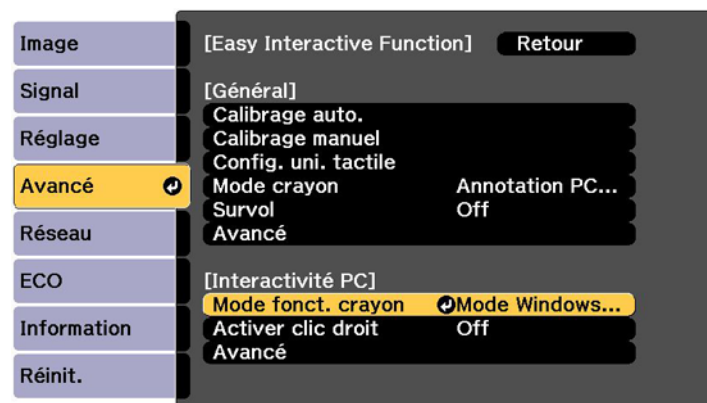 Image
Signal
Réglage
Avancé
Réseau
ECO
Information
Réinit.
[Easy Interactive Function] Retour
[Général]
Calibrage auto.
Calibrage manuel
Config. uni. tactile
Mode crayon Annotation PC...
Survol Off
Avancé
[Interactivité PC]
Mode fonct. crayon Mode Windows...
Activer clic droit Off
Avancé